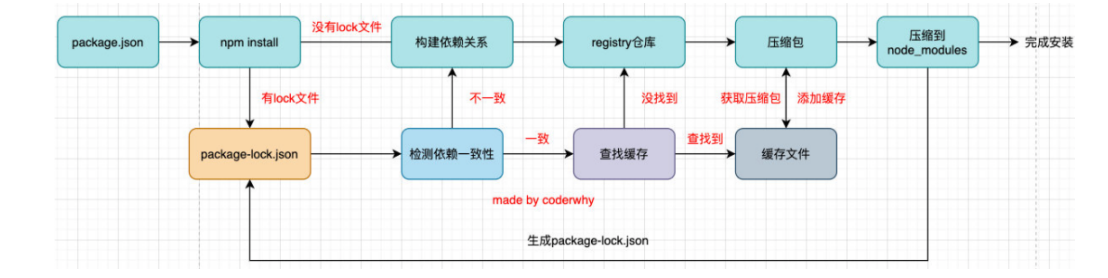 没有lock文件
package.json
npm install
构建依赖关系
registry仓库
压缩包
压缩到
node_modules
完成安装
有lock文件
不一致
没找到
获取压缩包
添加缓存
package-lock.json
检测依赖一致性
一致
查找缓存
查找到
缓存文件
made by coderwhy
生成package-lock.json